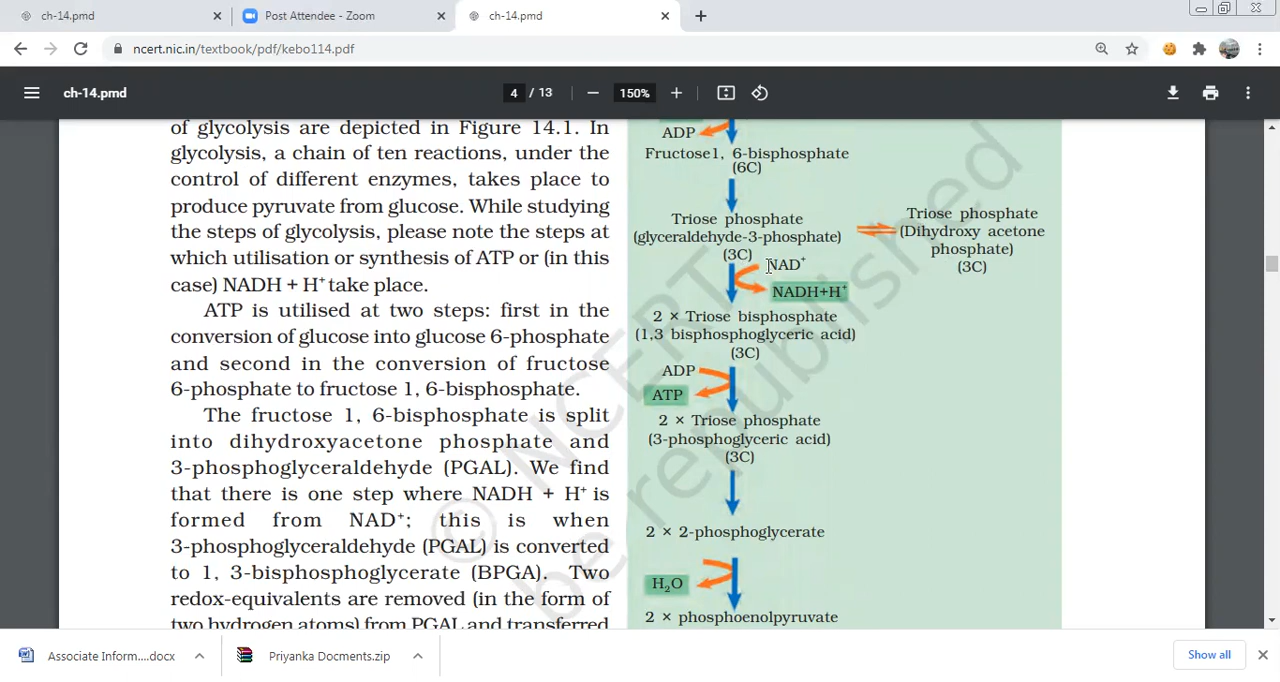 ch-14.pmd
Post Attendee - Zoom
ch-14.pmd
ncert.nic.in/textbook/pdf/kebo114.pdf
ch-14.pmd
4 / 13
150%
of glycolysis are depicted in Figure 14.1. In
glycolysis, a chain of ten reactions, under the
control of different enzymes, takes place to
produce pyruvate from glucose. While studying
the steps of glycolysis, please note the steps at
which utilisation or synthesis of ATP or (in this
case) NADH + H⁺ take place.
ATP is utilised at two steps: first in the
conversion of glucose into glucose 6-phosphate
and second in the conversion of fructose
6-phosphate to fructose 1, 6-bisphosphate.
The fructose 1, 6-bisphosphate is split
into dihydroxyacetone phosphate and
3-phosphoglyceraldehyde (PGAL). We find
that there is one step where NADH + H⁺ is
formed from NAD⁺; this is when
3-phosphoglyceraldehyde (PGAL) is converted
to 1, 3-bisphosphoglycerate (BPGA). Two
redox-equivalents are removed (in the form of
two hydrogen atoms) from PGAL and transferred
ADP
Fructose1, 6-bisphosphate
(6C)
Triose phosphate
(glyceraldehyde-3-phosphate)
(3C)
Triose phosphate
(Dihydroxy acetone
phosphate)
(3C)
NAD⁺
NADH+H⁺
2 × Triose bisphosphate
(1,3 bisphosphoglyceric acid)
(3C)
ADP
ATP
2 × Triose phosphate
(3-phosphoglyceric acid)
(3C)
2 × 2-phosphoglycerate
H₂O
2 × phosphoenolpyruvate
© NCERT
be republished
Associate Inform....docx
Priyanka Docments.zip
Show all